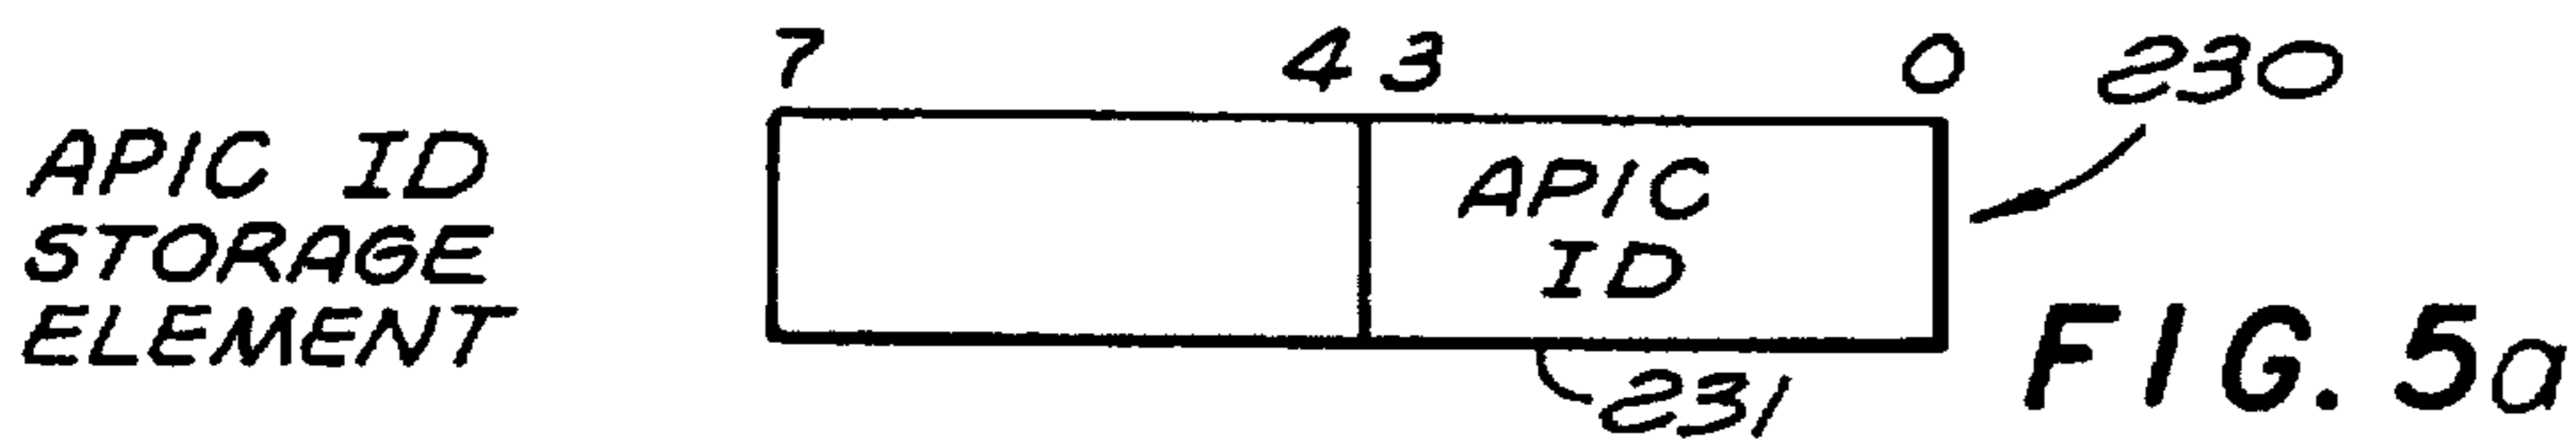 7 4 3 0 230
APIC ID
STORAGE
ELEMENT
APIC
ID
231
FIG. 5a